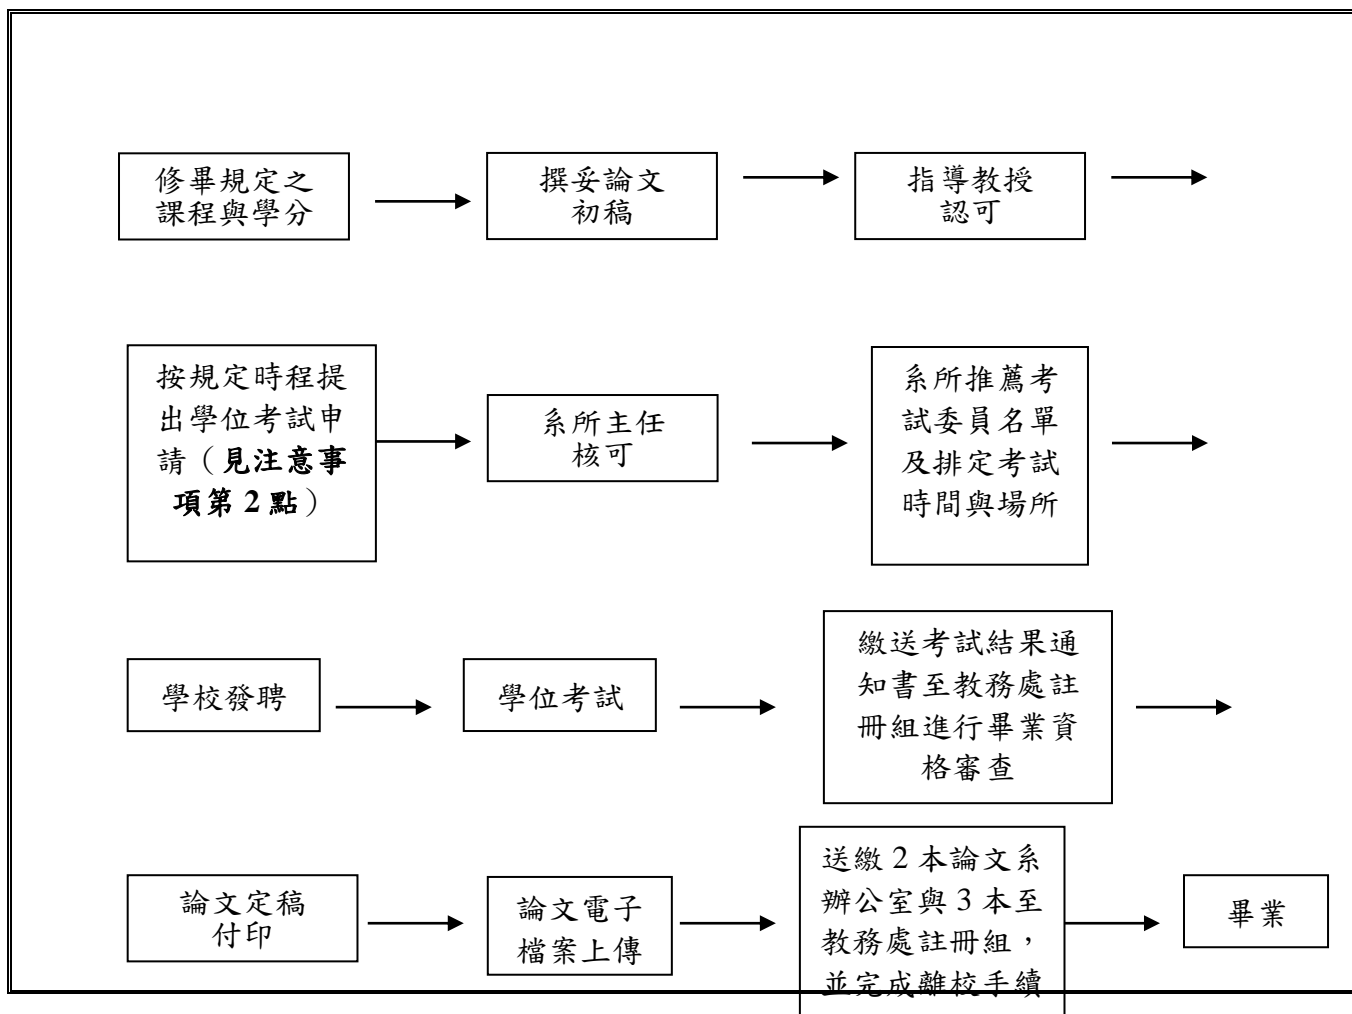 修畢規定之
課程與學分
撰妥論文
初稿
指導教授
認可
按規定時程提
出學位考試申
請（見注意事
項第2點）
系所主任
核可
系所推薦考
試委員名單
及排定考試
時間與場所
學校發聘
學位考試
繳送考試結果通
知書至教務處註
冊組進行畢業資
格審查
論文定稿
付印
論文電子
檔案上傳
送繳2本論文系
辦公室與3本至
教務處註冊組，
並完成離校手續
畢業